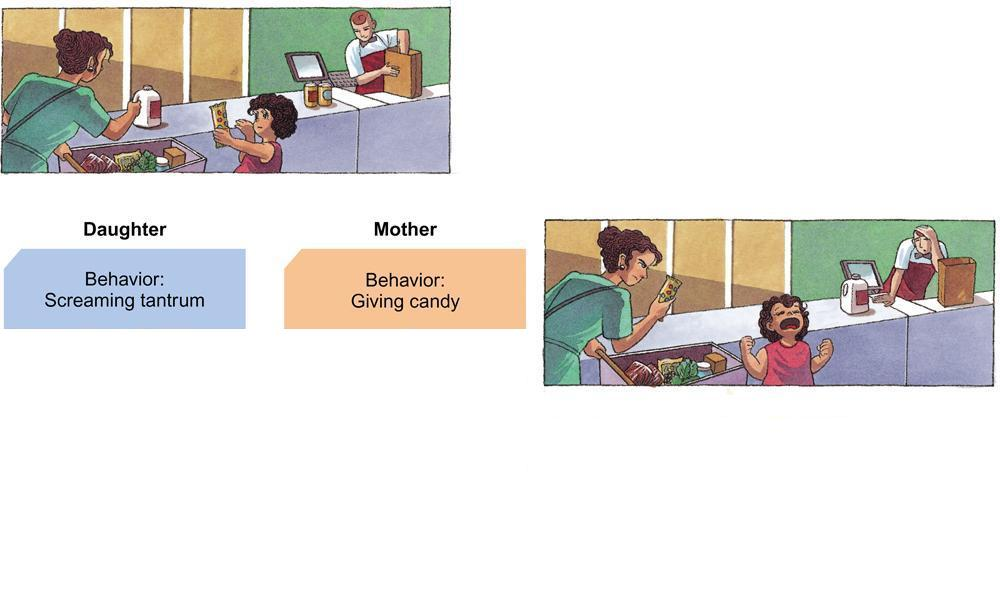 Daughter
Mother
Behavior:
Screaming tantrum
Behavior:
Giving candy